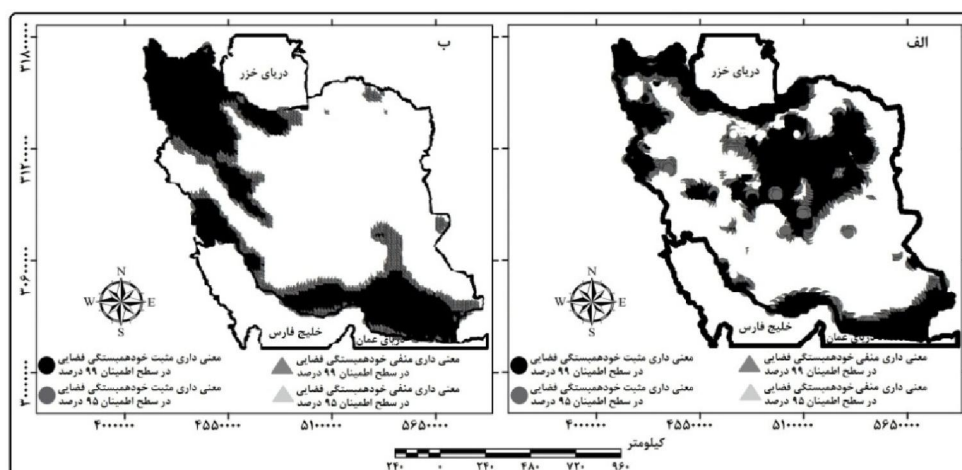 الف
دریای خزر
خلیج فارس
دریای عمان
N
W
E
S
معنی داری مثبت خودهمبستگی فضایی
در سطح اطمینان ۹۹ درصد
معنی داری منفی خودهمبستگی فضایی
در سطح اطمینان ۹۹ درصد
معنی داری مثبت خودهمبستگی فضایی
در سطح اطمینان ۹۵ درصد
معنی داری منفی خودهمبستگی فضایی
در سطح اطمینان ۹۵ درصد
۴۰۰۰۰۰
۴۵۵۰۰۰۰
۵۱۰۰۰۰۰
۵۶۵۰۰۰۰
ب
دریای خزر
خلیج فارس
دریای عمان
N
W
E
S
معنی داری مثبت خودهمبستگی فضایی
در سطح اطمینان ۹۹ درصد
معنی داری منفی خودهمبستگی فضایی
در سطح اطمینان ۹۹ درصد
معنی داری مثبت خودهمبستگی فضایی
در سطح اطمینان ۹۵ درصد
معنی داری منفی خودهمبستگی فضایی
در سطح اطمینان ۹۵ درصد
۳۱۸۰۰۰۰
۳۱۲۰۰۰۰
۳۰۶۰۰۰۰
۳۰۰۰۰۰۰
۴۰۰۰۰۰
۴۵۵۰۰۰۰
۵۱۰۰۰۰۰
۵۶۵۰۰۰۰
کیلومتر
۲۴۰ ۰ ۲۴۰ ۴۸۰ ۷۲۰ ۹۶۰